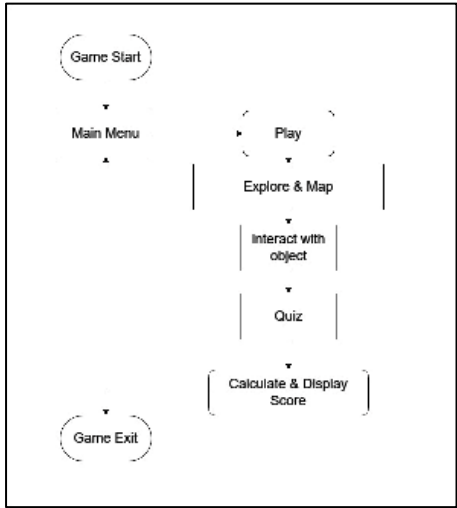 Game Start
Main Menu
Play
Explore & Map
Interact with
object
Quiz
Calculate & Display
Score
Game Exit